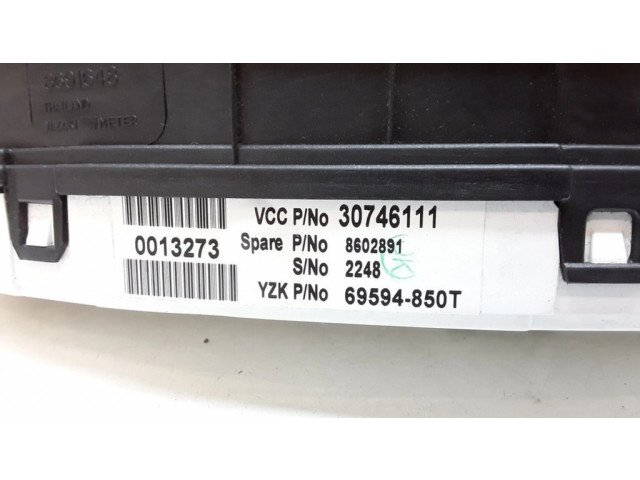 0013273
VCC P/No 30746111
Spare P/No 8602891
S/No 2248
YZK P/No 69594-850T